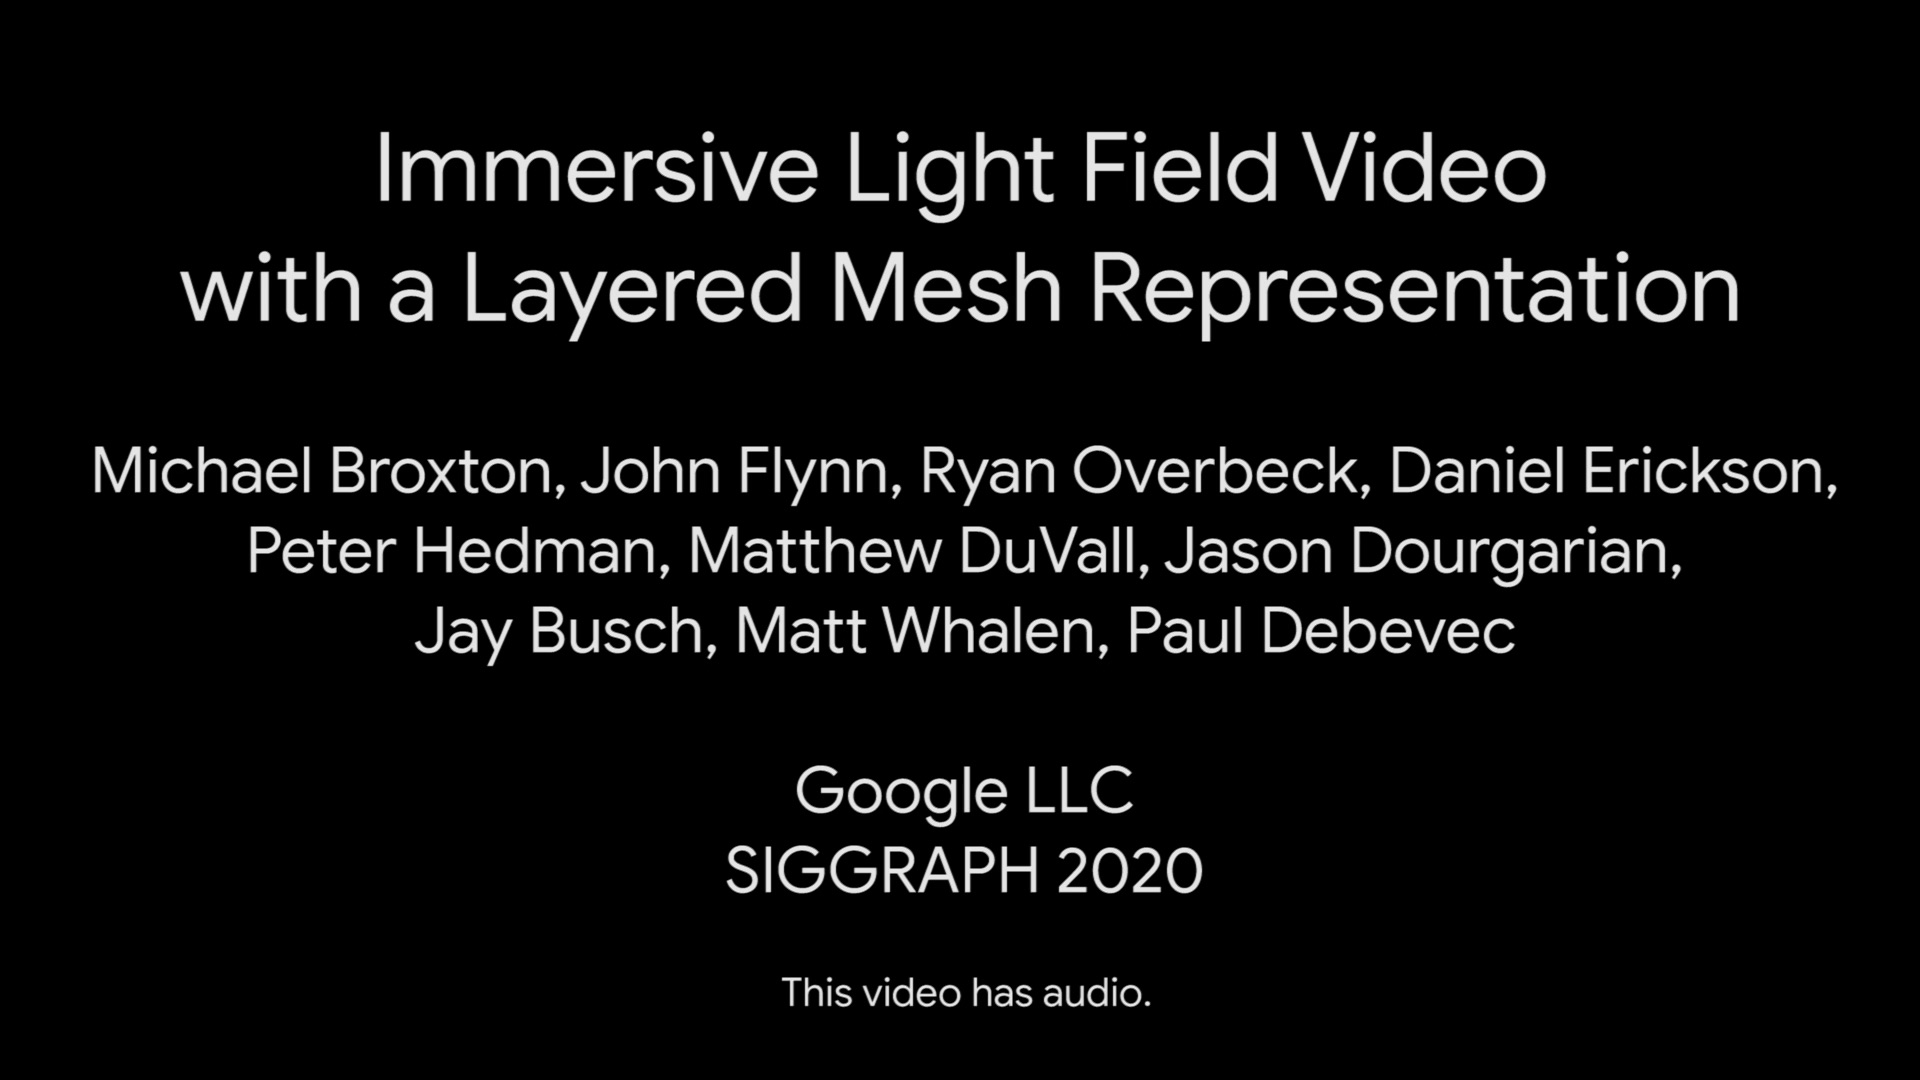 Immersive Light Field Video
with a Layered Mesh Representation
Michael Broxton, John Flynn, Ryan Overbeck, Daniel Erickson,
Peter Hedman, Matthew DuVall, Jason Dourgarian,
Jay Busch, Matt Whalen, Paul Debevec
Google LLC
SIGGRAPH 2020
This video has audio.